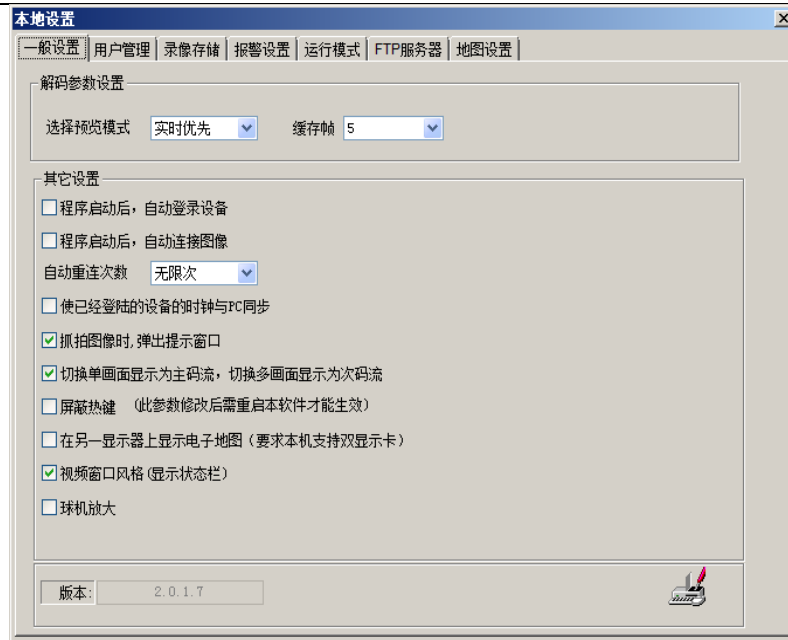 本地设置
一般设置 用户管理 录像存储 报警设置 运行模式 FTP服务器 地图设置
解码参数设置
选择预览模式 实时优先 缓存帧 5
其它设置
程序启动后，自动登录设备
程序启动后，自动连接图像
自动重连次数 无限次
使已经登陆的设备的时钟与PC同步
抓拍图像时,弹出提示窗口
切换单画面显示为主码流，切换多画面显示为次码流
屏蔽热键 （此参数修改后需重启本软件才能生效）
在另一显示器上显示电子地图（要求本机支持双显示卡）
视频窗口风格(显示状态栏)
球机放大
版本: 2.0.1.7